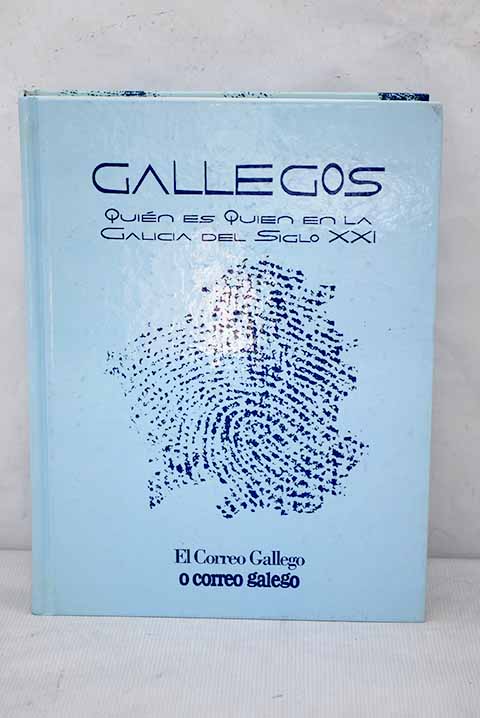 GALLEGOS
QUIÉN ES QUIEN EN LA
GALICIA DEL SIGLO XXI
El Correo Gallego
o correo galego